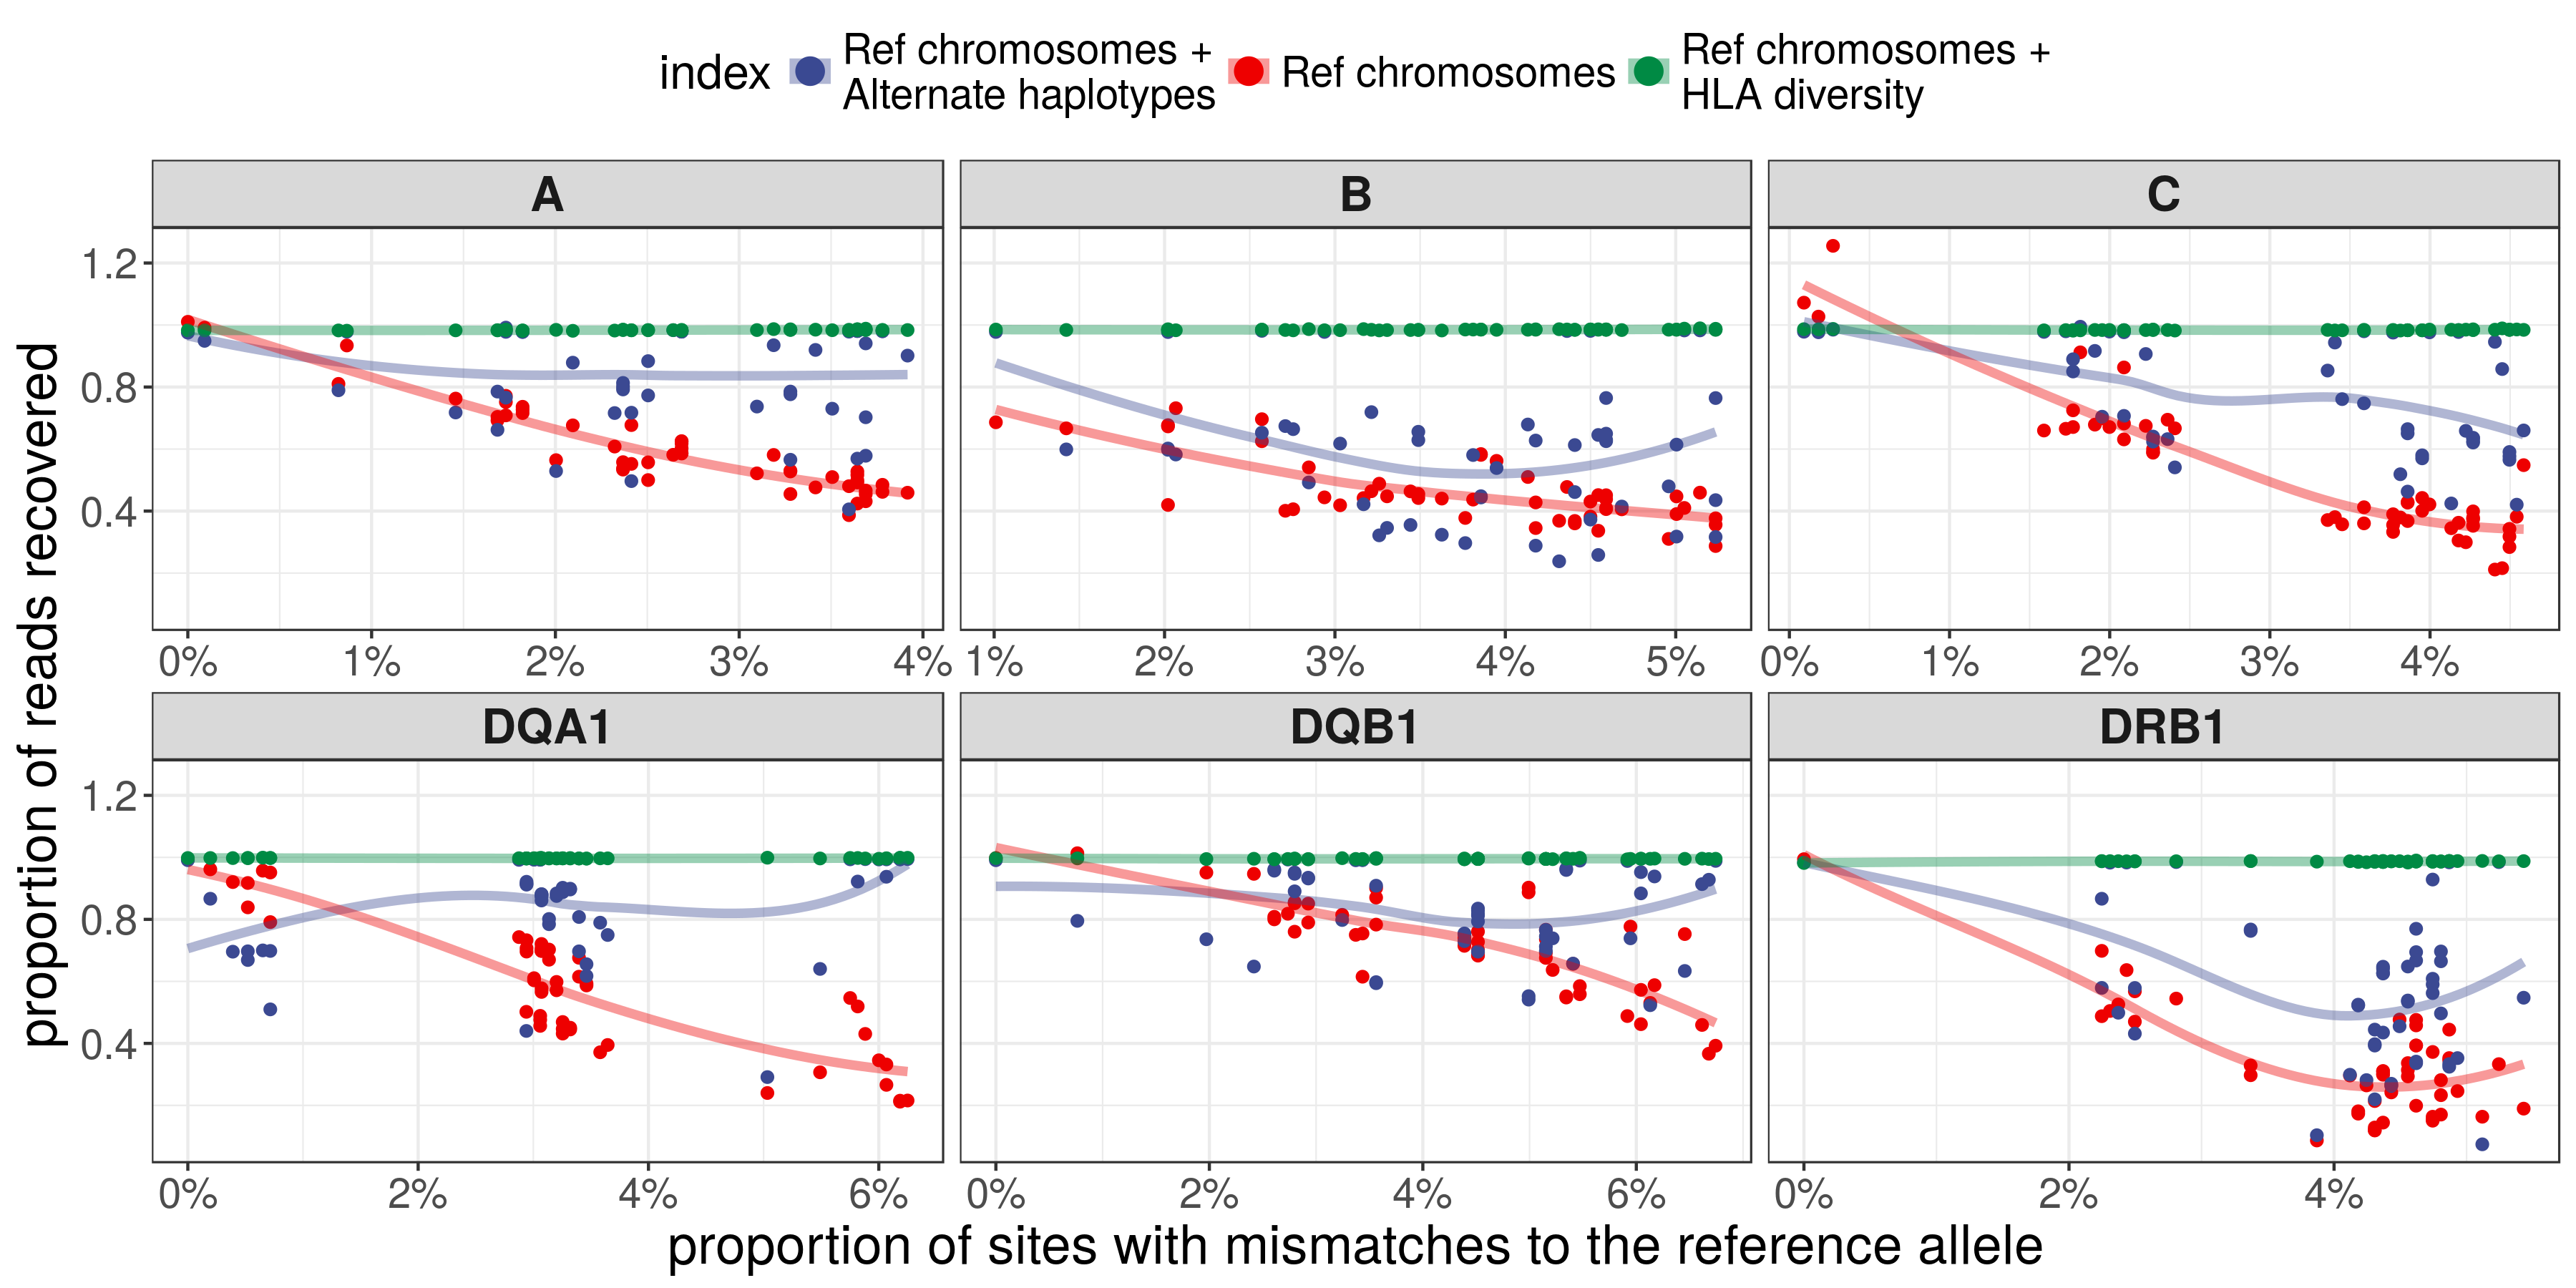 index
Ref chromosomes +
Alternate haplotypes
Ref chromosomes
Ref chromosomes +
HLA diversity
A
B
C
1.2
0.8
0.4
0% 1% 2% 3% 4%
1% 2% 3% 4% 5%
0% 1% 2% 3% 4%
DQA1
DQB1
DRB1
1.2
0.8
0.4
0% 2% 4% 6%
0% 2% 4% 6%
0% 2% 4%
proportion of reads recovered
proportion of sites with mismatches to the reference allele